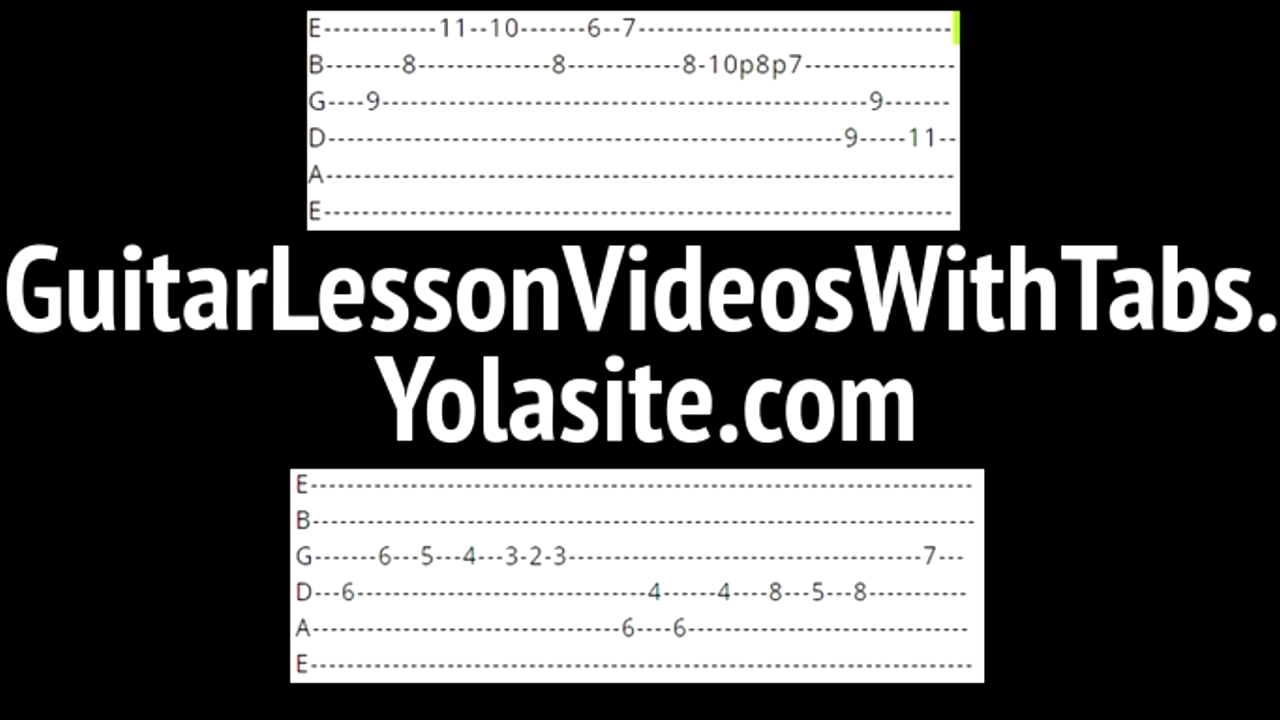 E------------11--10-------6--7----------------------------------
B--------8--------------8------------8-10p8p7----------------
G----9----------------------------------------------------9-------
D-------------------------------------------------------9-----11--
A-------------------------------------------------------------------
E-------------------------------------------------------------------
GuitarLessonVideosWithTabs.
Yolasite.com
E-----------------------------------------------------------------------
B-----------------------------------------------------------------------
G-------6---5---4---3-2-3--------------------------------------7---
D---6-------------------------------4------4----8---5---8-----------
A---------------------------------6----6-------------------------------
E-----------------------------------------------------------------------